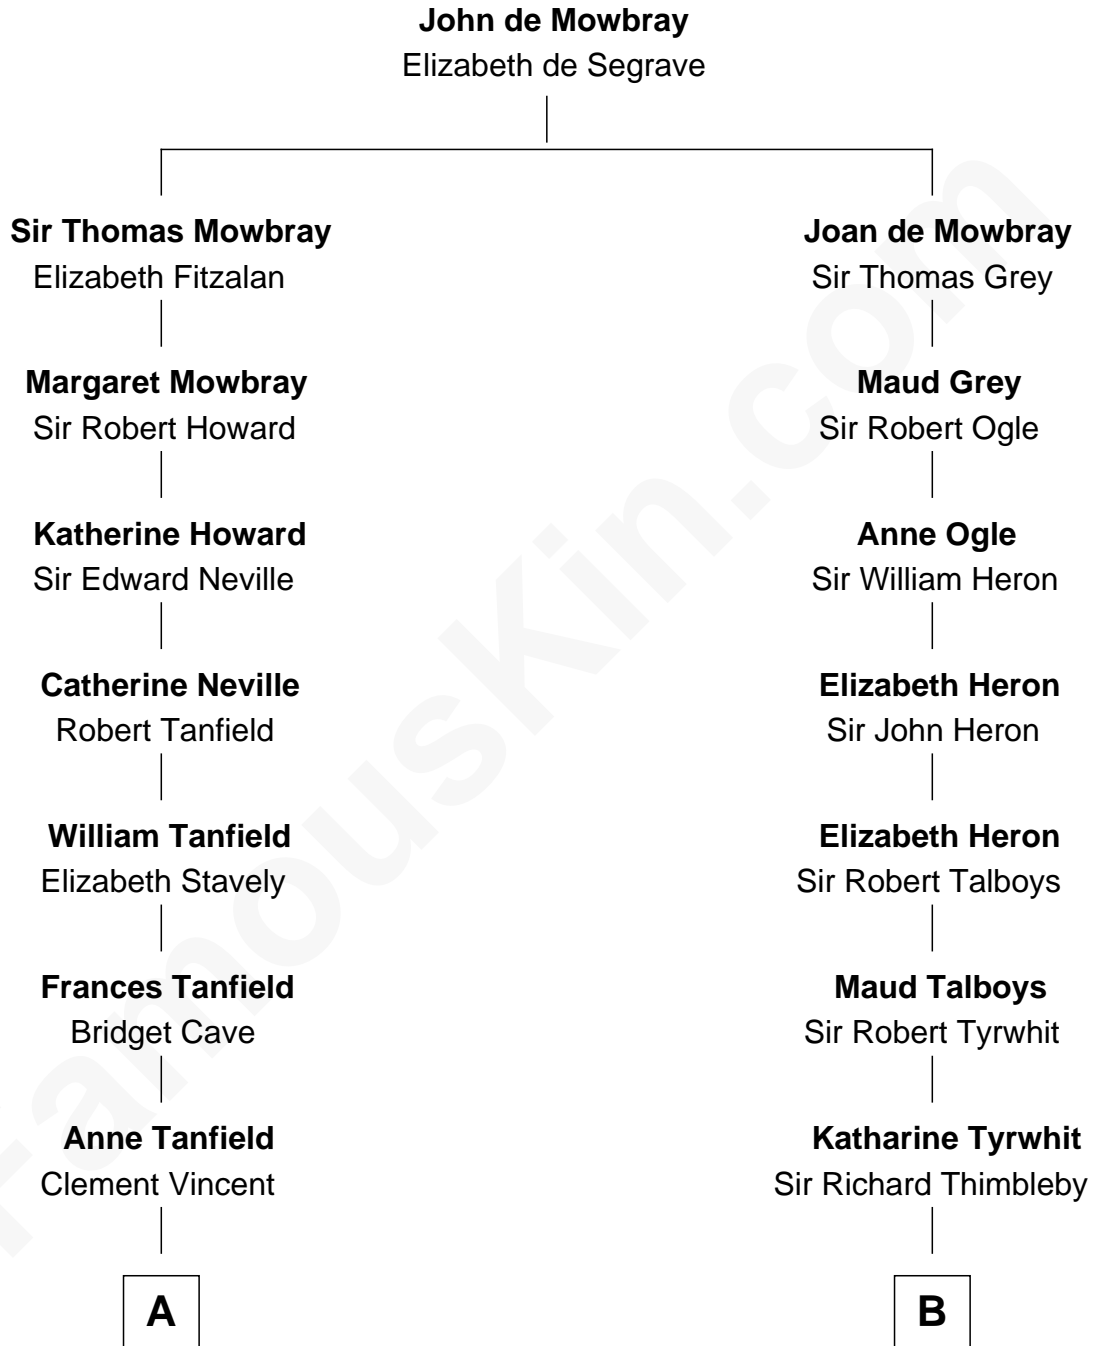 John de Mowbray
Elizabeth de Segrave
Sir Thomas Mowbray
Elizabeth Fitzalan
Joan de Mowbray
Sir Thomas Grey
Margaret Mowbray
Sir Robert Howard
Maud Grey
Sir Robert Ogle
Katherine Howard
Sir Edward Neville
Anne Ogle
Sir William Heron
Catherine Neville
Robert Tanfield
Elizabeth Heron
Sir John Heron
William Tanfield
Elizabeth Stavely
Elizabeth Heron
Sir Robert Talboys
Frances Tanfield
Bridget Cave
Maud Talboys
Sir Robert Tyrwhit
Anne Tanfield
Clement Vincent
Katharine Tyrwhit
Sir Richard Thimbleby
A
B
FamousKin.com